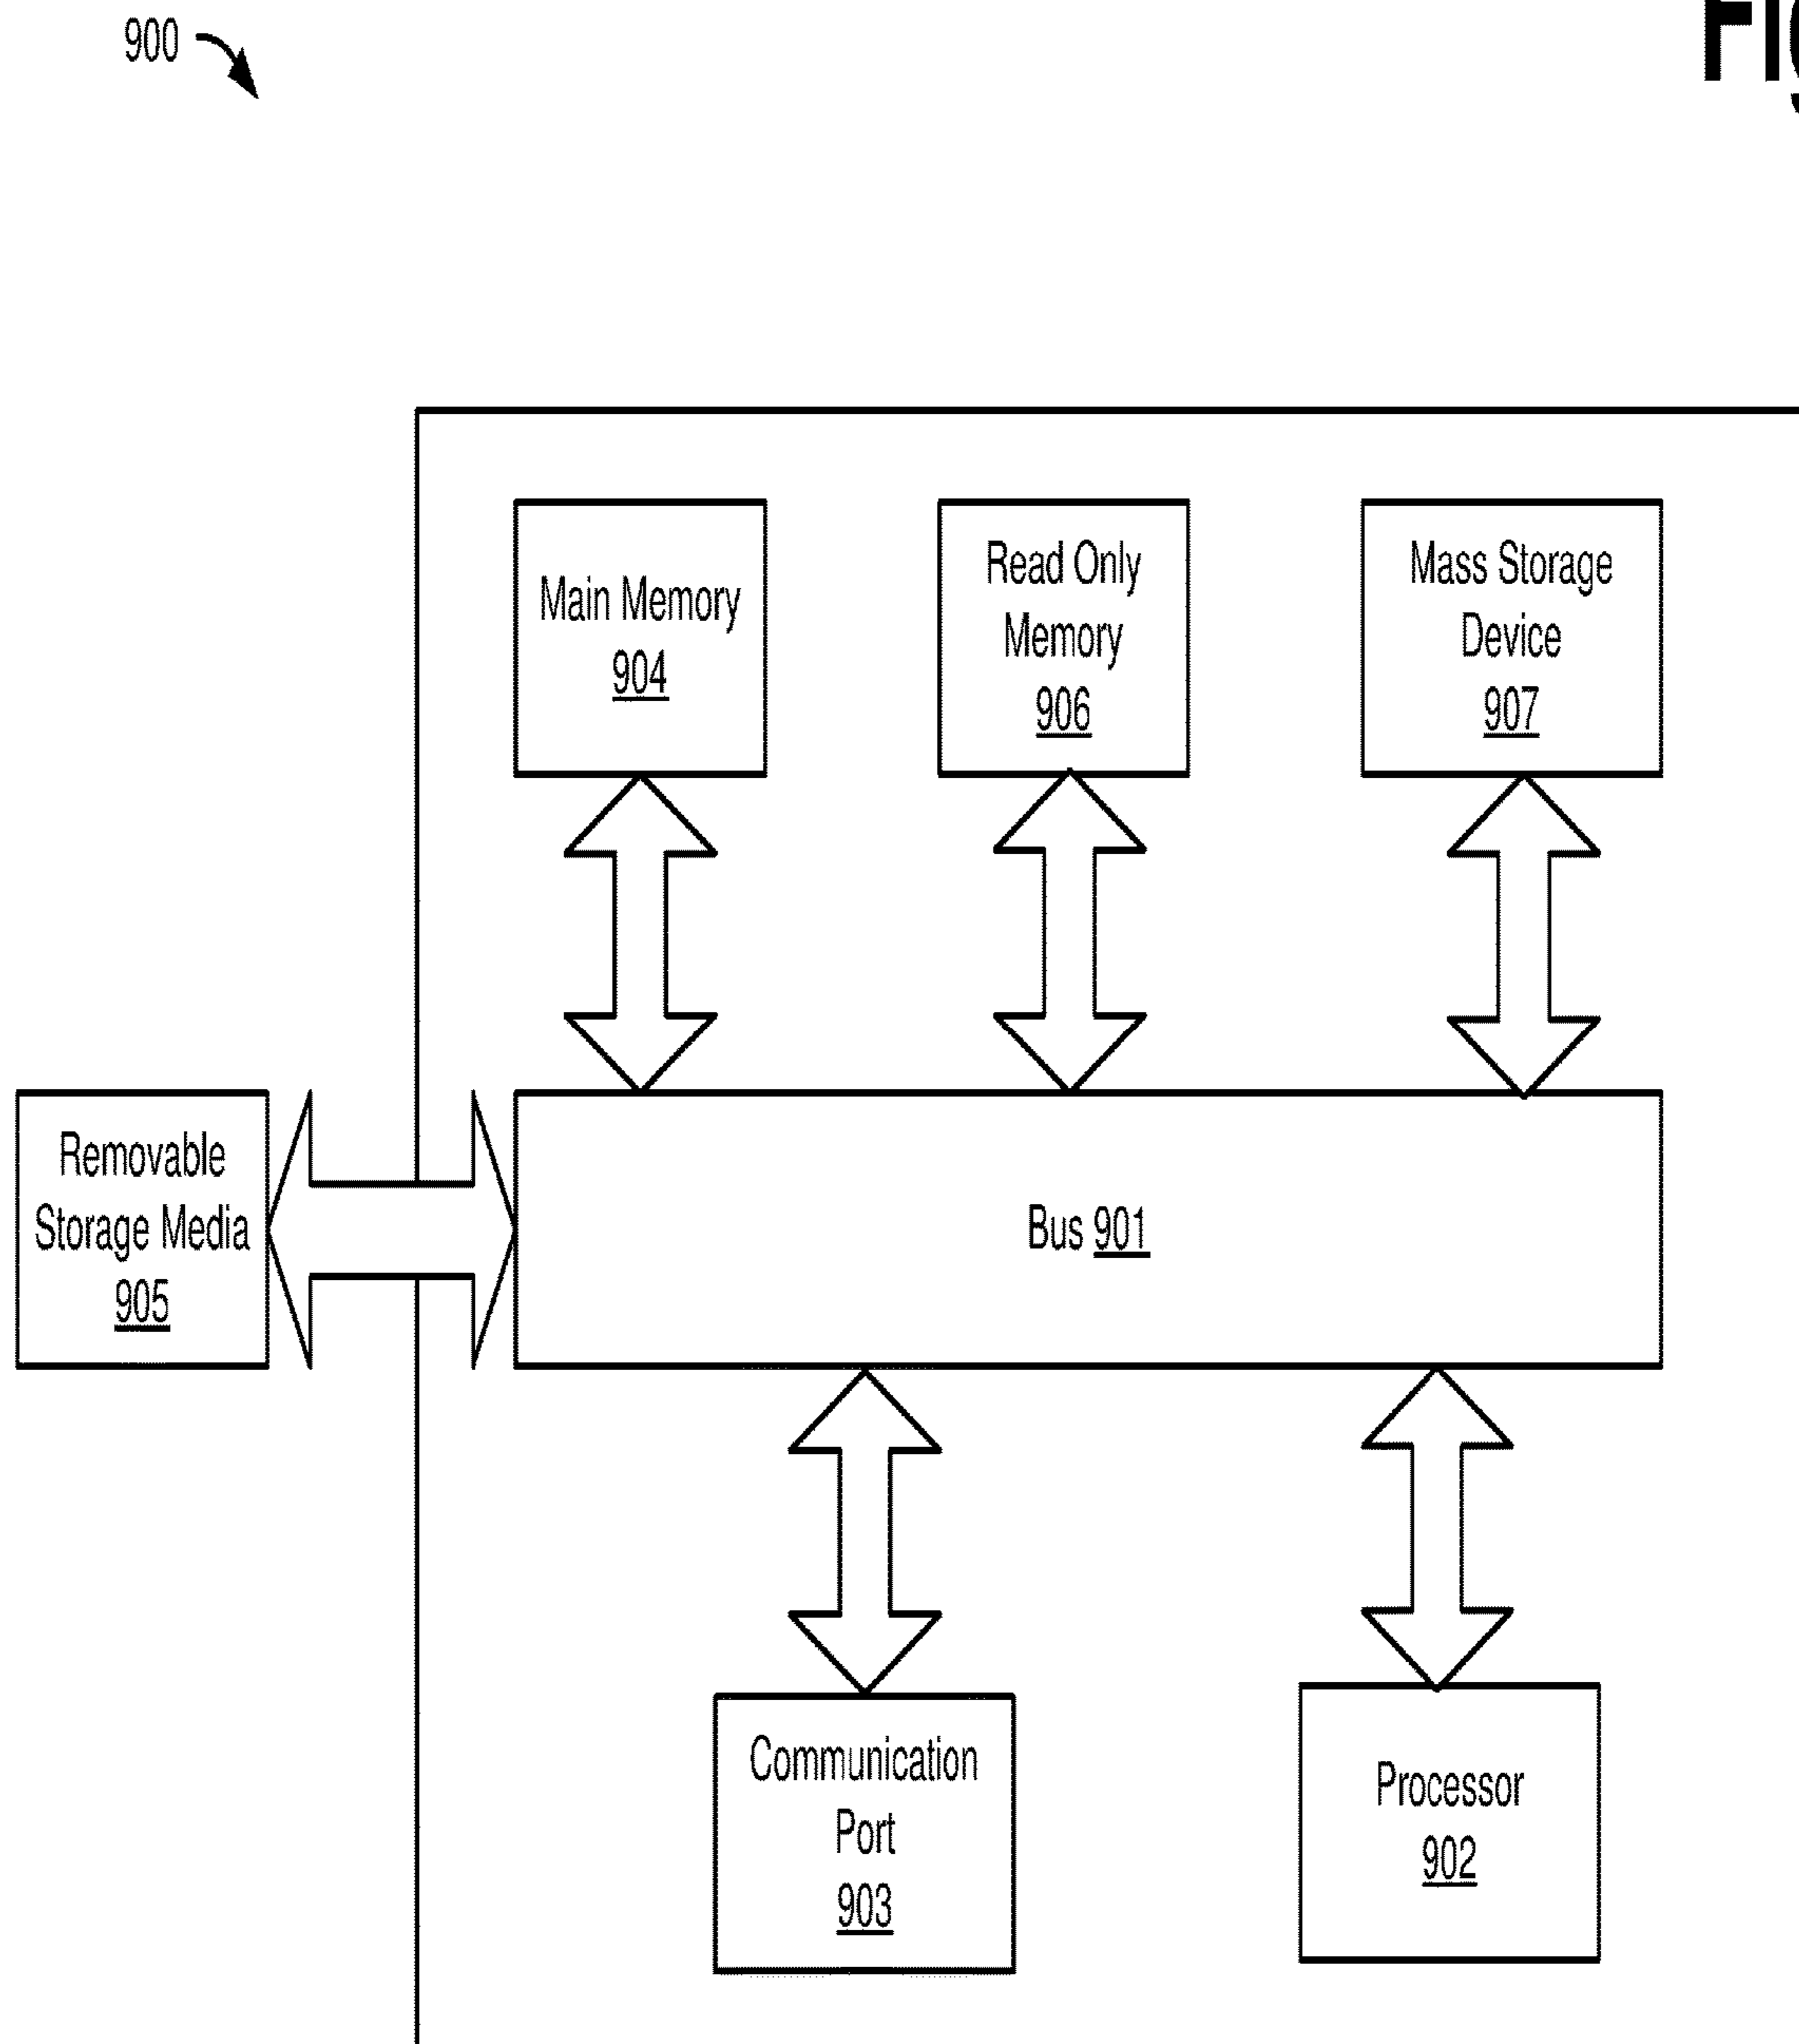 900
Main Memory
904
Read Only
Memory
906
Mass Storage
Device
907
Removable
Storage Media
905
Bus 901
Communication
Port
903
Processor
902